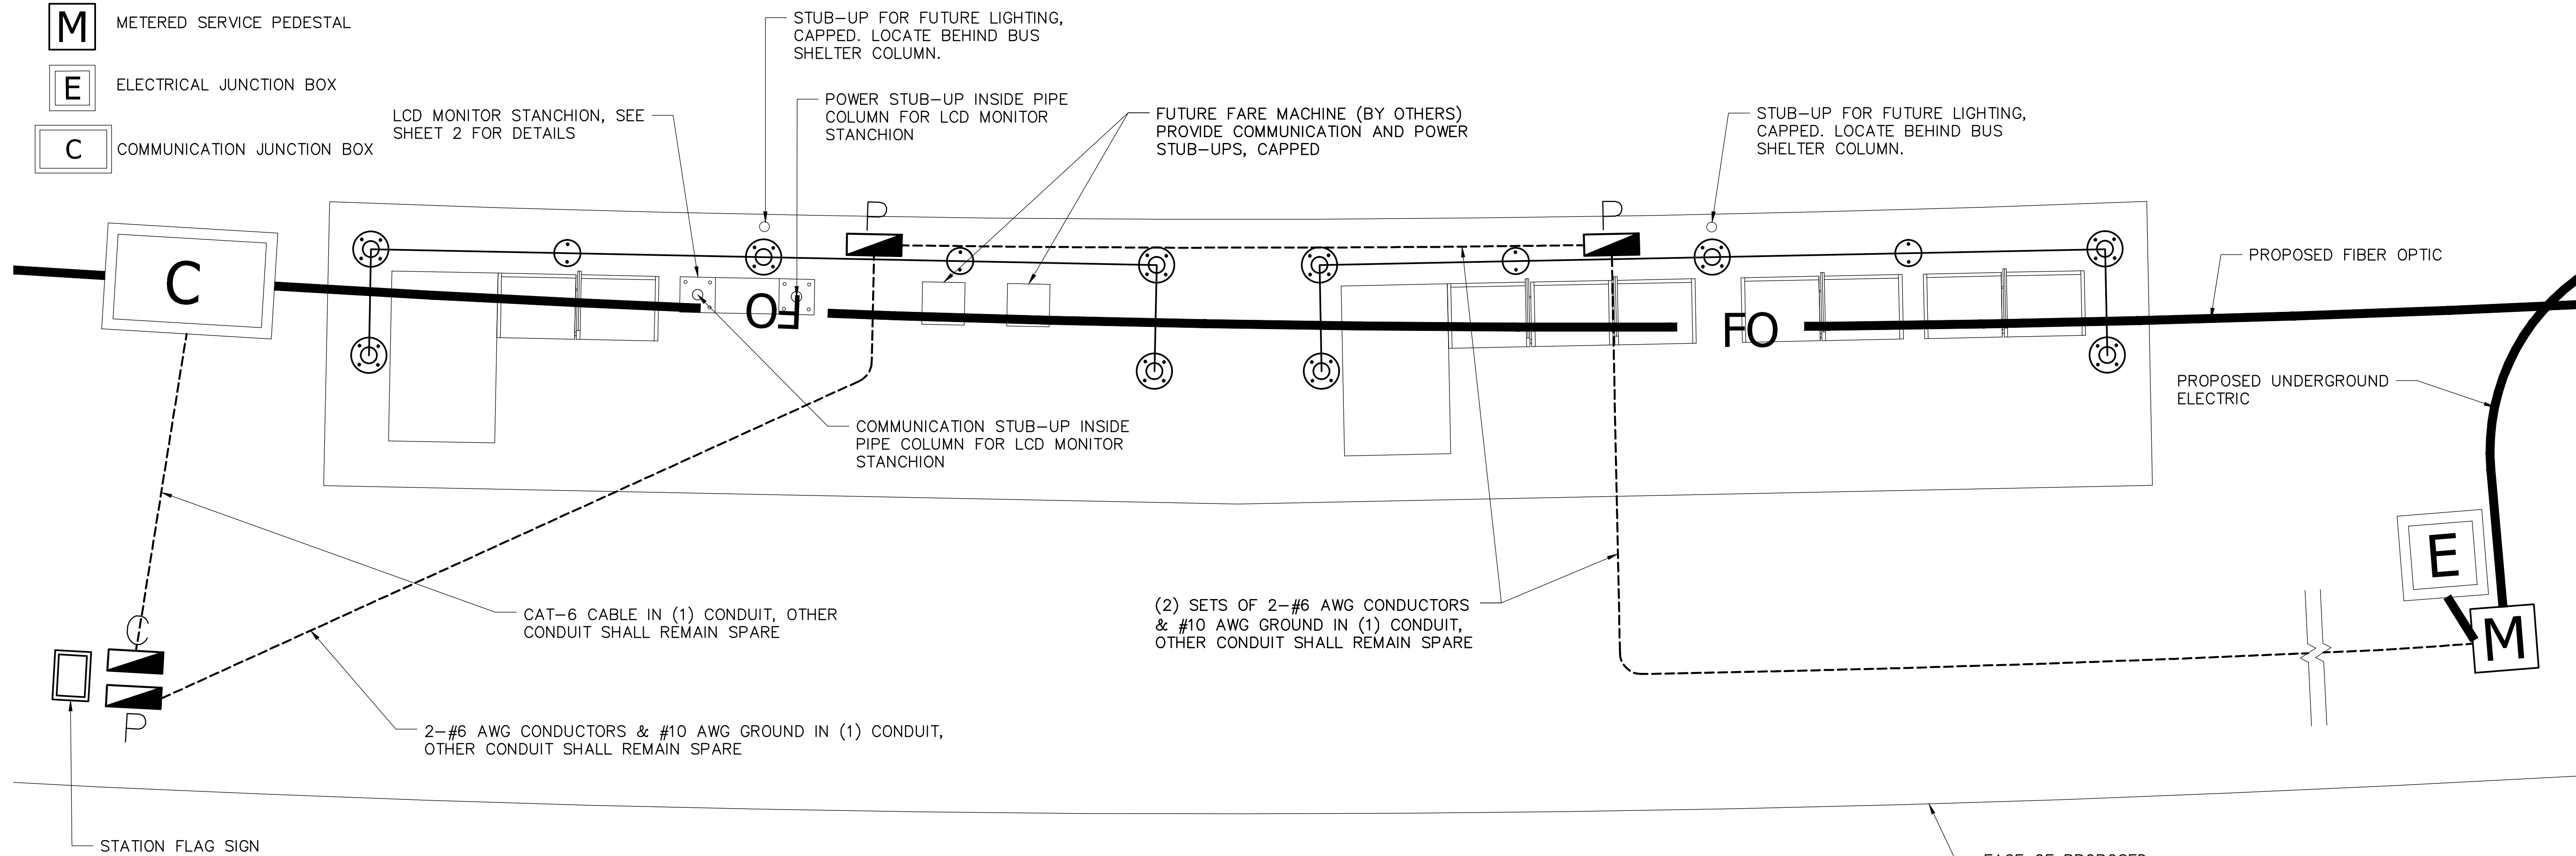 M METERED SERVICE PEDESTAL
E ELECTRICAL JUNCTION BOX
C COMMUNICATION JUNCTION BOX
STUB-UP FOR FUTURE LIGHTING,
CAPPED. LOCATE BEHIND BUS
SHELTER COLUMN.
LCD MONITOR STANCHION, SEE
SHEET 2 FOR DETAILS
POWER STUB-UP INSIDE PIPE
COLUMN FOR LCD MONITOR
STANCHION
FUTURE FARE MACHINE (BY OTHERS)
PROVIDE COMMUNICATION AND POWER
STUB-UPS, CAPPED
STUB-UP FOR FUTURE LIGHTING,
CAPPED. LOCATE BEHIND BUS
SHELTER COLUMN.
P
P
C
FO
FO
PROPOSED FIBER OPTIC
PROPOSED UNDERGROUND
ELECTRIC
COMMUNICATION STUB-UP INSIDE
PIPE COLUMN FOR LCD MONITOR
STANCHION
E
M
C
P
CAT-6 CABLE IN (1) CONDUIT, OTHER
CONDUIT SHALL REMAIN SPARE
(2) SETS OF 2-#6 AWG CONDUCTORS
& #10 AWG GROUND IN (1) CONDUIT,
OTHER CONDUIT SHALL REMAIN SPARE
2-#6 AWG CONDUCTORS & #10 AWG GROUND IN (1) CONDUIT,
OTHER CONDUIT SHALL REMAIN SPARE
STATION FLAG SIGN